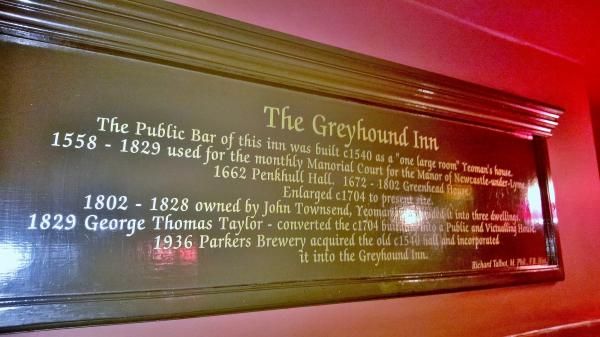 The Greyhound Inn
The Public Bar of this inn was built c1540 as a "one large room" Yeoman's house.
1558 - 1829 used for the monthly Manorial Court for the Manor of Newcastle-under-Lyme.
1662 Penkhull Hall, 1672 - 1802 Greenhead House.
Enlarged c1704 to present size.
1802 - 1828 owned by John Townsend, Yeoman it into three dwellings.
1829 George Thomas Taylor - converted the c1704 into a Public and Victualling House
1936 Parkers Brewery acquired the old c1540 hall and incorporated
it into the Greyhound Inn.
Richard Talbot, M. Phil.,